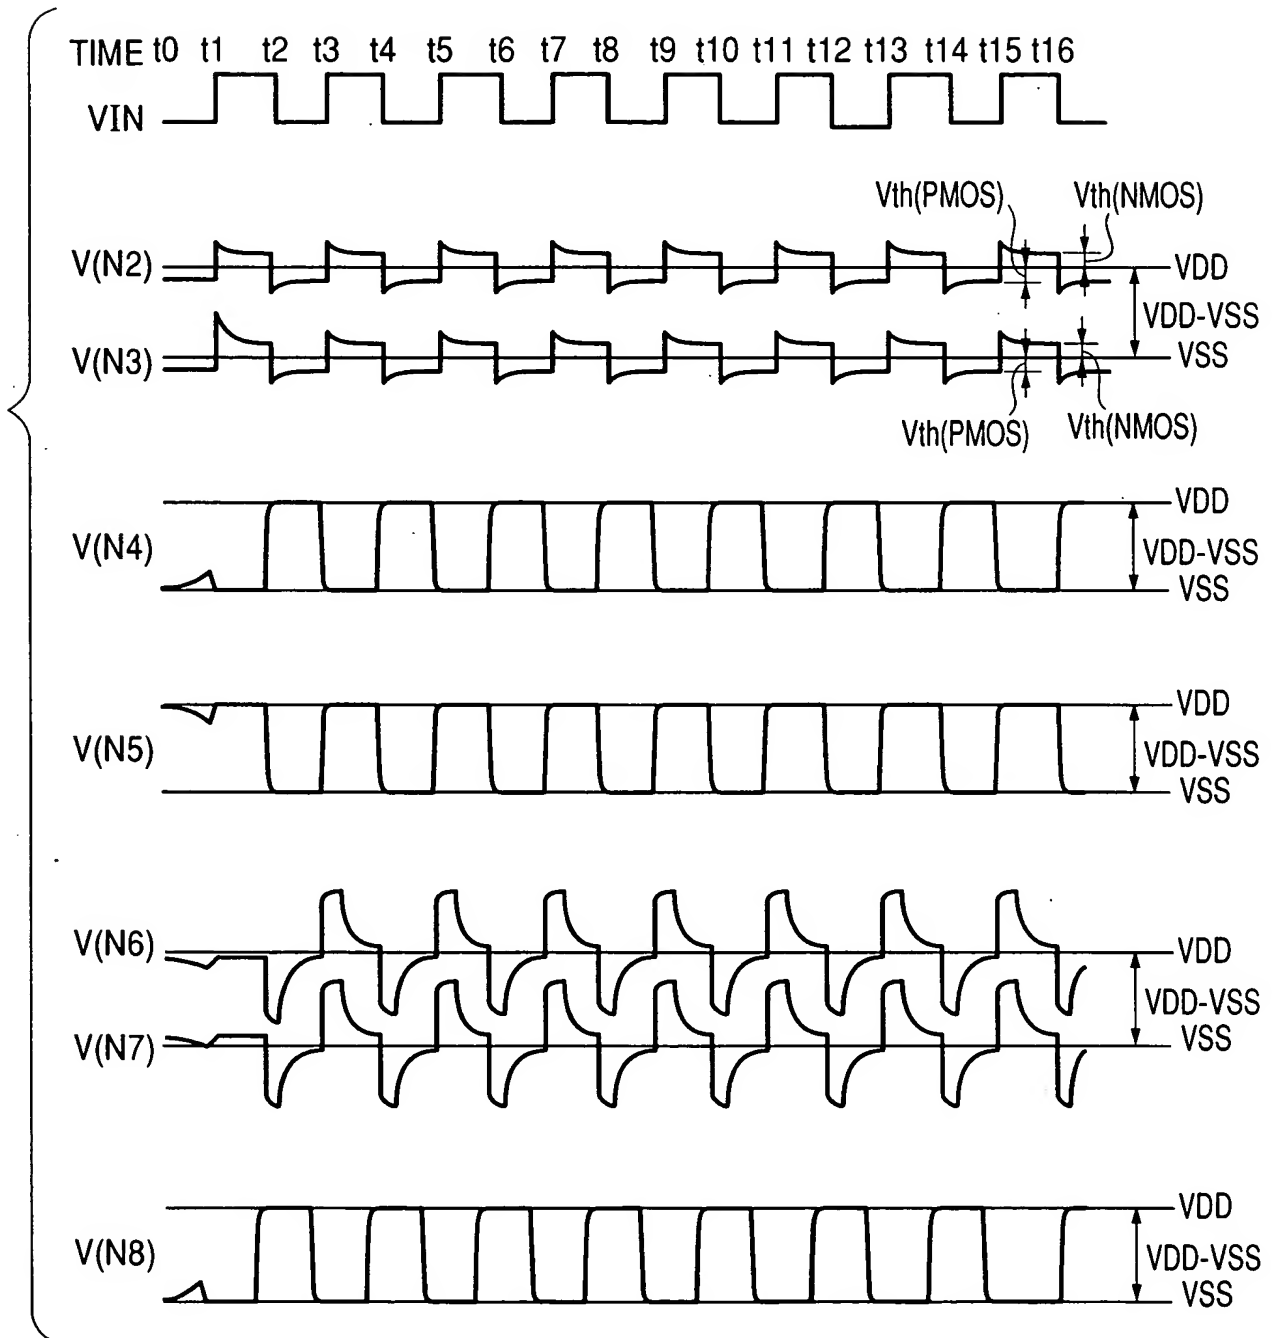 TIME t0 t1 t2 t3 t4 t5 t6 t7 t8 t9 t10 t11 t12 t13 t14 t15 t16
VIN
Vth(PMOS) Vth(NMOS)
V(N2) VDD
VDD-VSS
V(N3) VSS
Vth(PMOS) Vth(NMOS)
VDD
V(N4) VDD-VSS
VSS
VDD
V(N5) VDD-VSS
VSS
V(N6) VDD
VDD-VSS
V(N7) VSS
VDD
V(N8) VDD-VSS
VSS